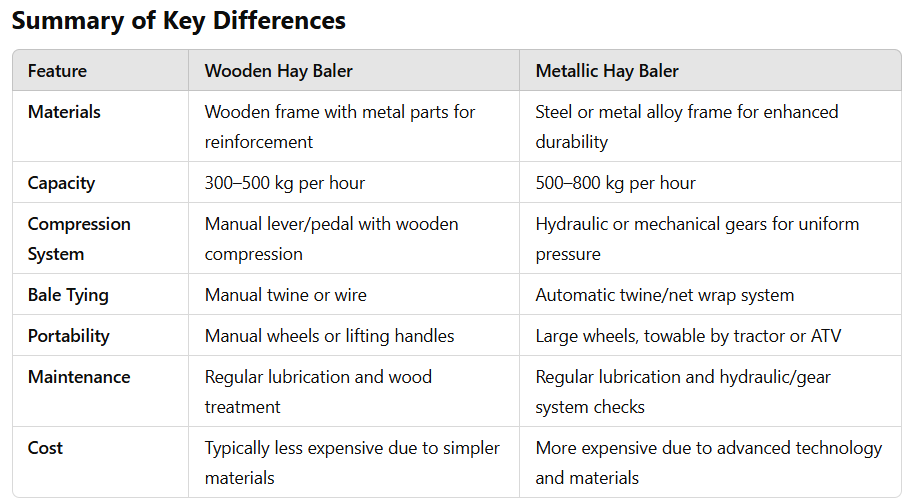 Summary of Key Differences
Feature Wooden Hay Baler Metallic Hay Baler
Materials Wooden frame with metal parts for Steel or metal alloy frame for enhanced
reinforcement durability
Capacity 300–500 kg per hour 500–800 kg per hour
Compression Manual lever/pedal with wooden Hydraulic or mechanical gears for uniform
System compression pressure
Bale Tying Manual twine or wire Automatic twine/net wrap system
Portability Manual wheels or lifting handles Large wheels, towable by tractor or ATV
Maintenance Regular lubrication and wood Regular lubrication and hydraulic/gear
treatment system checks
Cost Typically less expensive due to simpler More expensive due to advanced technology
materials and materials